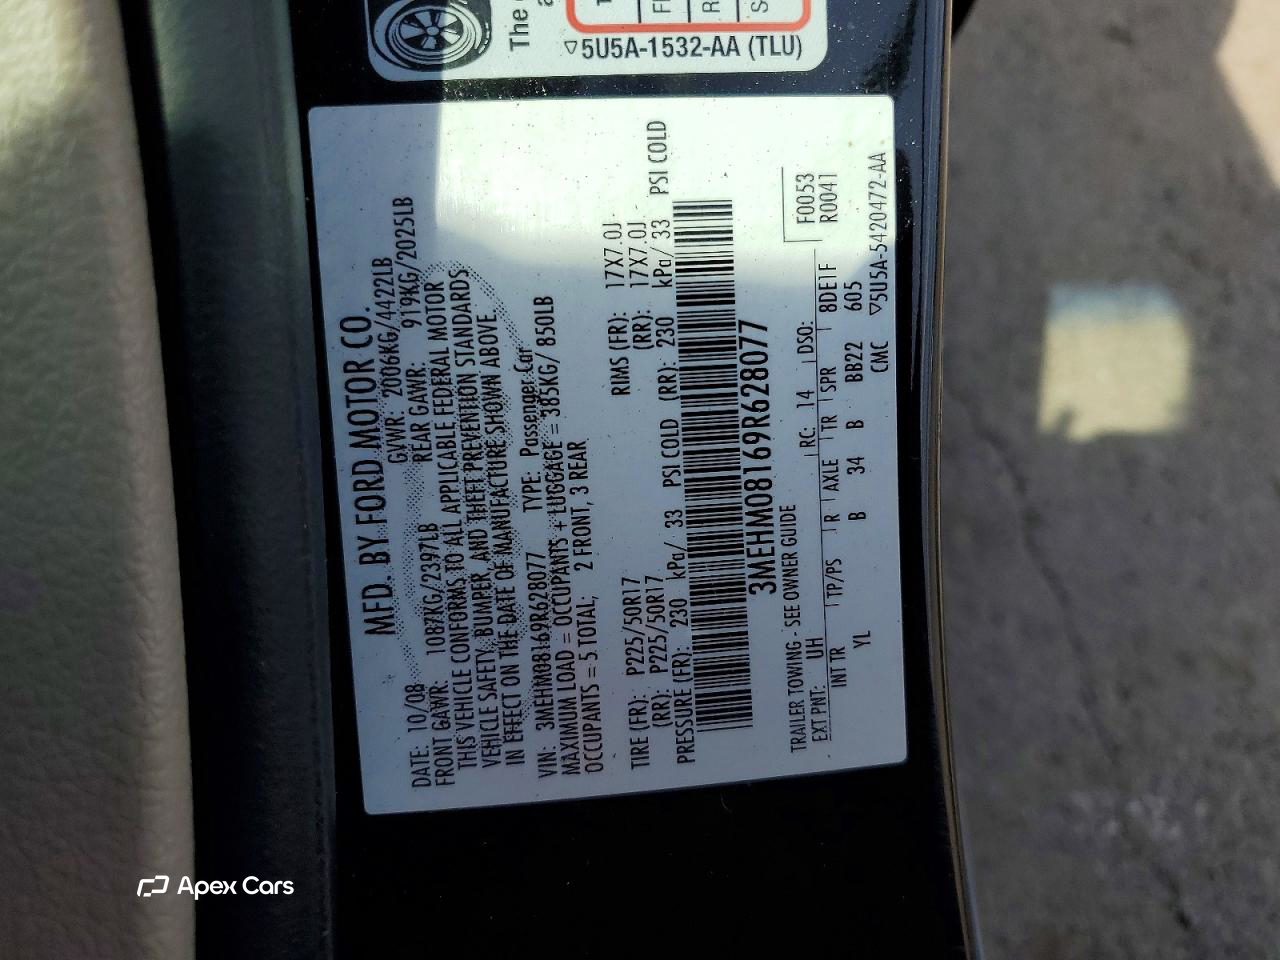 The
5U5A-1532-AA (TLU)
MFD. BY FORD MOTOR CO.
DATE: 10/08 GVWR: 2006KG/4422LB
FRONT GAWR: 1087KG/2397LB REAR GAWR: 919KG/2025LB
THIS VEHICLE CONFORMS TO ALL APPLICABLE FEDERAL MOTOR
VEHICLE SAFETY, BUMPER, AND THEFT PREVENTION STANDARDS
IN EFFECT ON THE DATE OF MANUFACTURE SHOWN ABOVE.
VIN: 3MEHM08169R628077 TYPE: Passenger Car
MAXIMUM LOAD = OCCUPANTS + LUGGAGE = 385KG/ 850LB
OCCUPANTS = 5 TOTAL, 2 FRONT, 3 REAR
TIRE (FR): P225/50R17 RIMS (FR): 17X7.0J
(RR): P225/50R17 (RR): 17X7.0J
PRESSURE (FR): 230 kPa/ 33 PSI COLD (RR): 230 kPa/ 33 PSI COLD
3MEHM08169R628077
TRAILER TOWING - SEE OWNER GUIDE F0053
EXT PNT: UH RC: 14 DSO: R0041
INT TR TP/PS R AXLE TR SPR 8DE1F
YL B 34 B BB22 605
CMC 5U5A-5420472-AA
Apex Cars